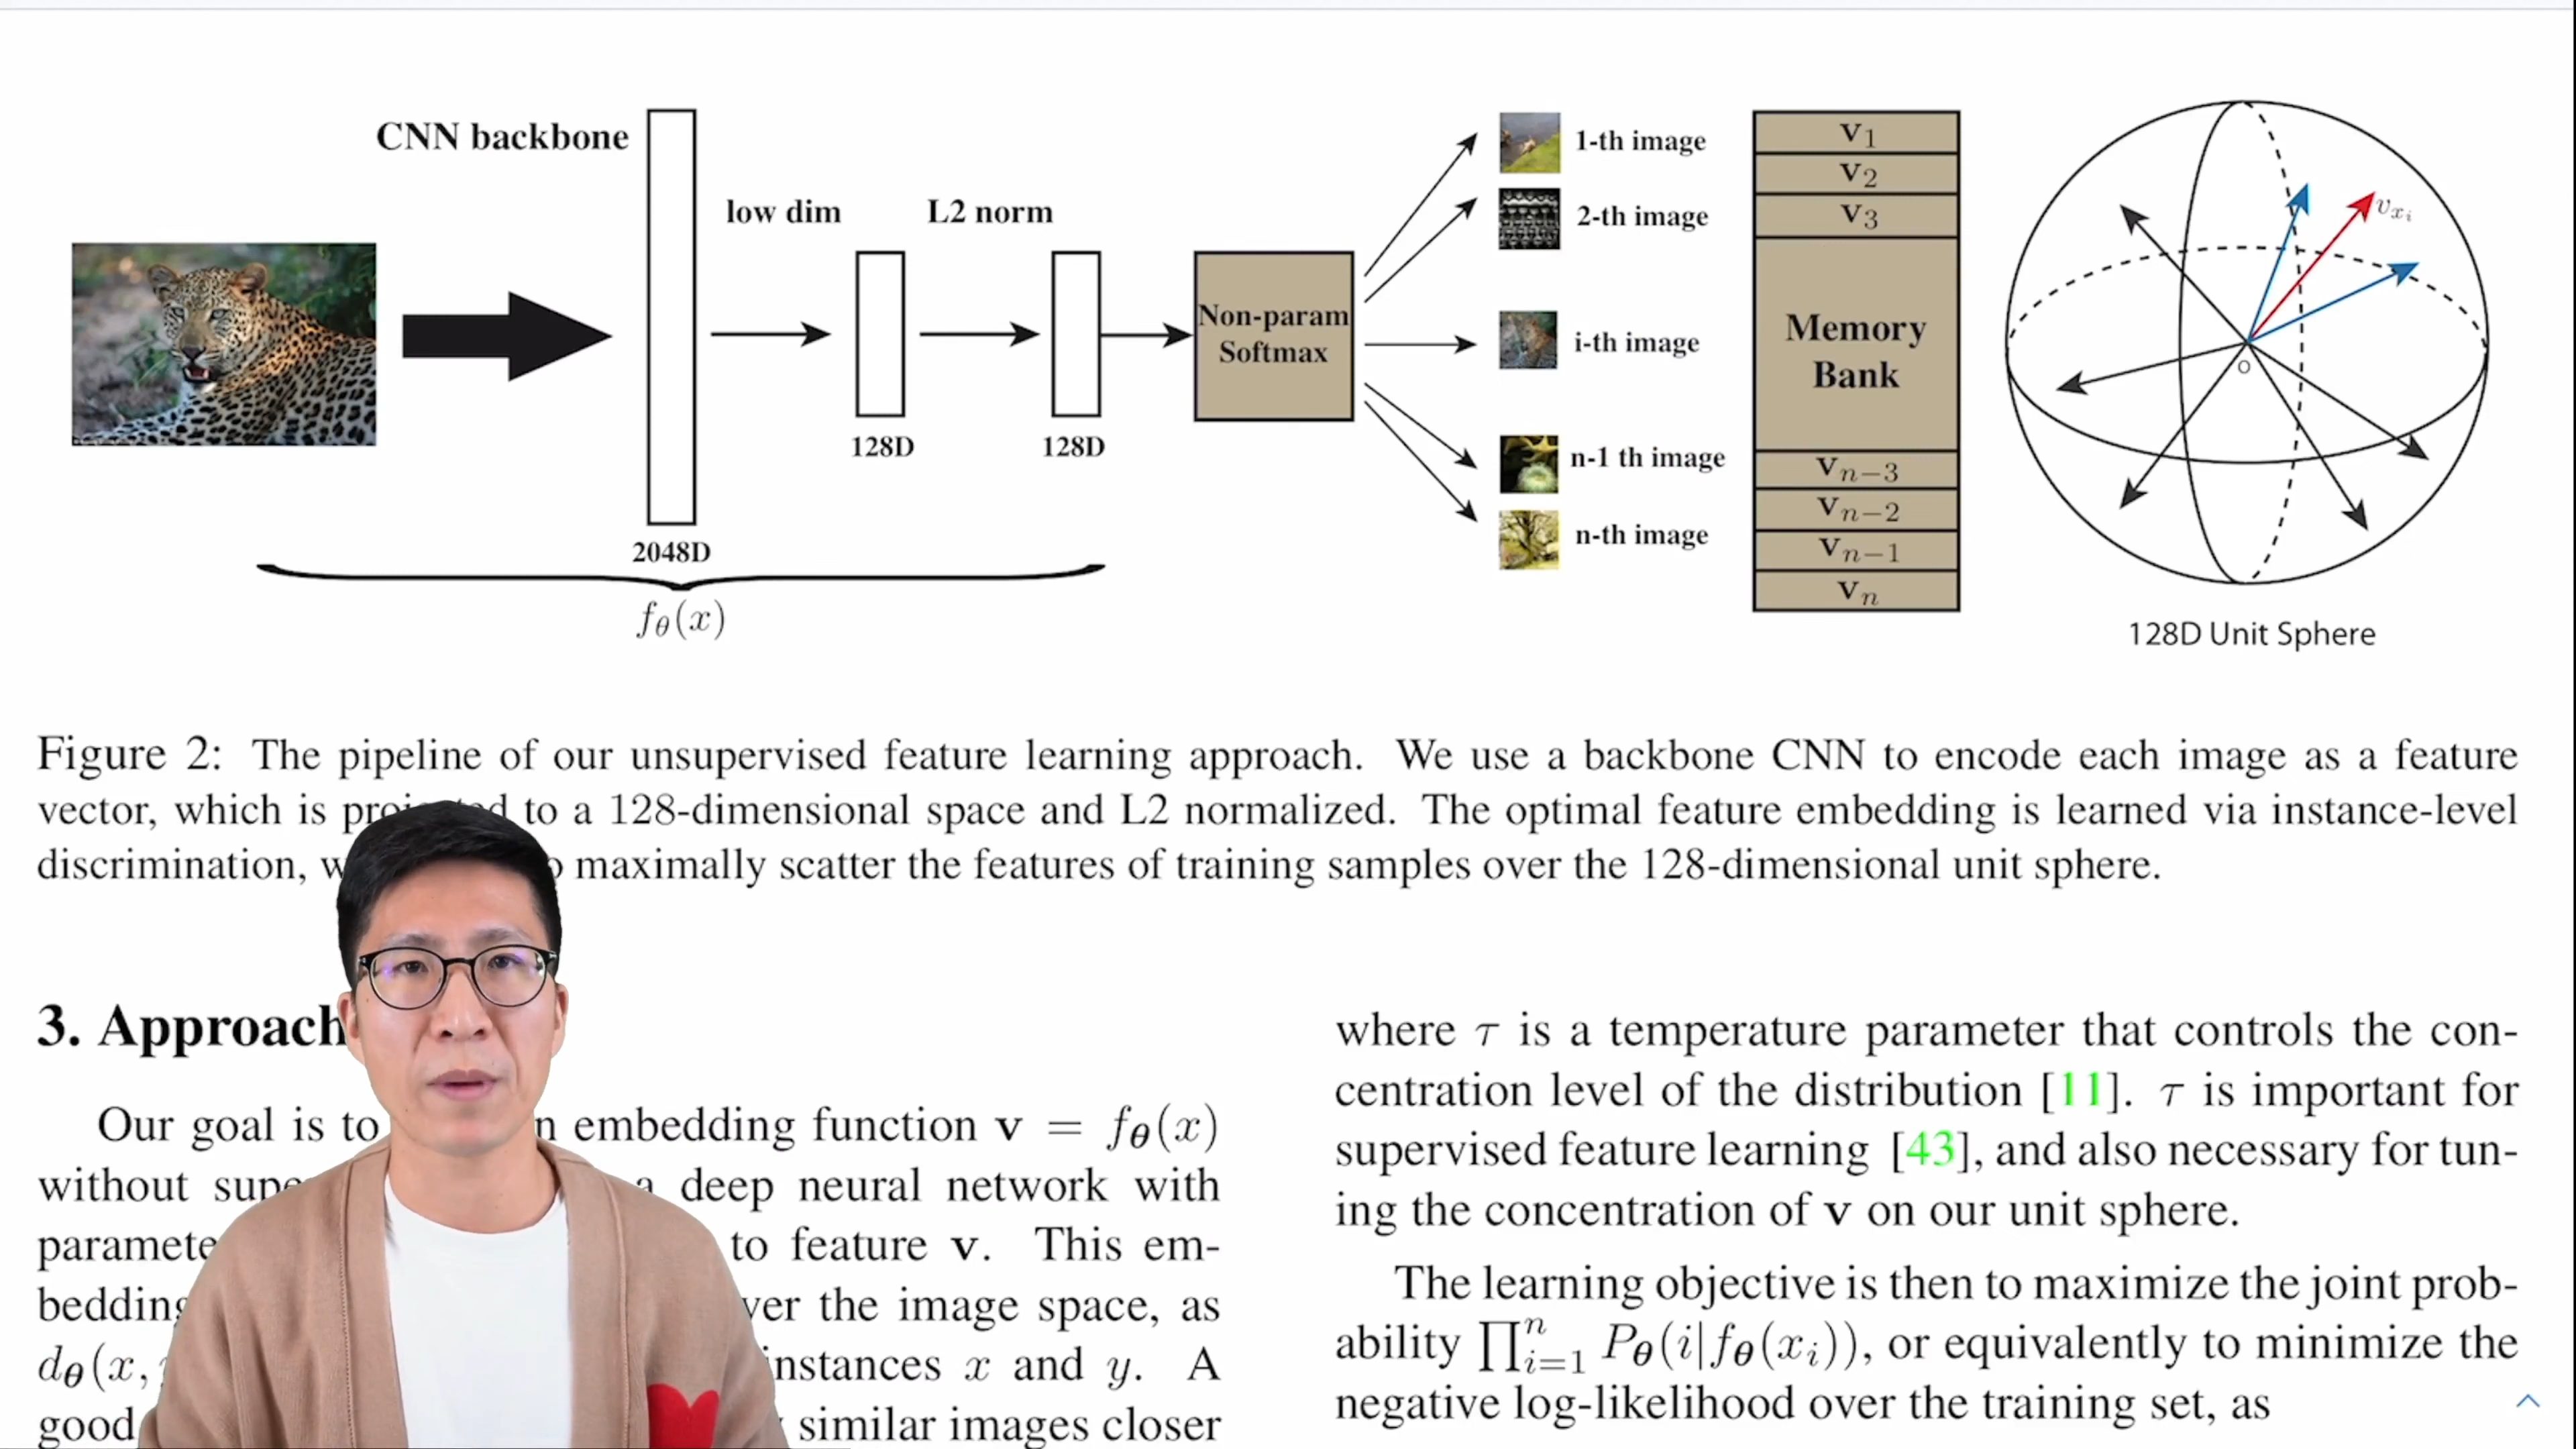 CNN backbone
low dim
L2 norm
128D
128D
2048D
fθ(x)
Non-param
Softmax
1-th image
2-th image
i-th image
n-1 th image
n-th image
v1
v2
v3
Memory
Bank
vn−3
vn−2
vn−1
vn
vxi
O
128D Unit Sphere
Figure 2: The pipeline of our unsupervised feature learning approach. We use a backbone CNN to encode each image as a feature
vector, which is to a 128-dimensional space and L2 normalized. The optimal feature embedding is learned via instance-level
discrimination, maximally scatter the features of training samples over the 128-dimensional unit sphere.
3. Approach
Our goal is to embedding function v = fθ(x)
without deep neural network with
to feature v. This em-
the image space, as
dθ(x, instances x and y. A
good similar images closer
where τ is a temperature parameter that controls the con-
centration level of the distribution [11]. τ is important for
supervised feature learning [43], and also necessary for tun-
ing the concentration of v on our unit sphere.
The learning objective is then to maximize the joint prob-
ability ∏ni=1 Pθ(i|fθ(xi)), or equivalently to minimize the
negative log-likelihood over the training set, as